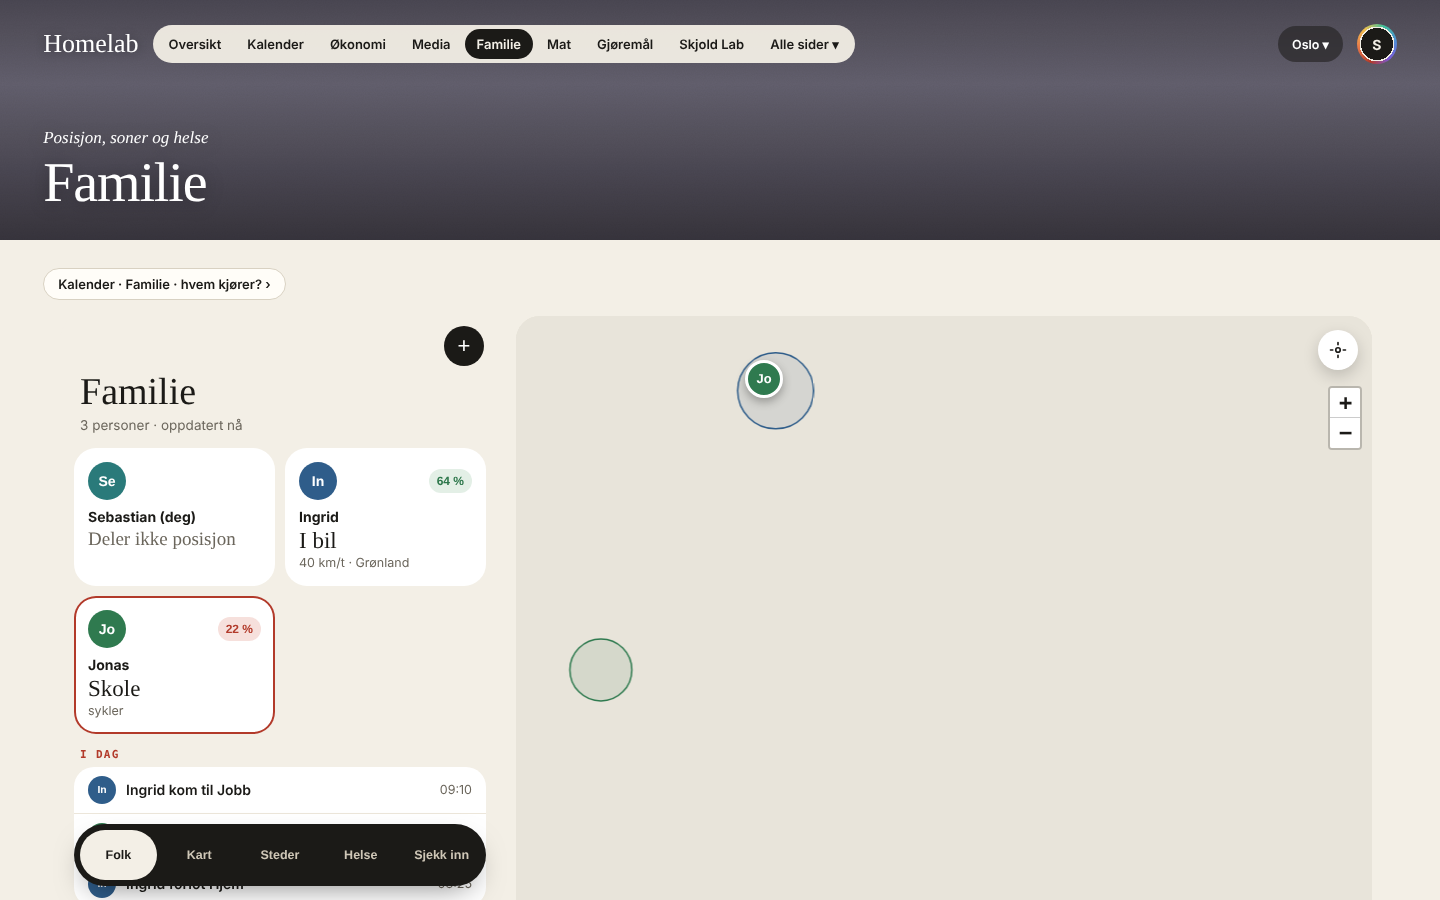 Homelab
Oversikt Kalender Økonomi Media Familie Mat Gjøremål Skjold Lab Alle sider ▾
Oslo ▾
S
Posisjon, soner og helse
Familie
Kalender · Familie · hvem kjører? ›
+
Familie
3 personer · oppdatert nå
Se
Sebastian (deg)
Deler ikke posisjon
In
64 %
Ingrid
I bil
40 km/t · Grønland
Jo
22 %
Jonas
Skole
sykler
I DAG
In
Ingrid kom til Jobb
09:10
Folk Kart Steder Helse Sjekk inn
Jo
+
−